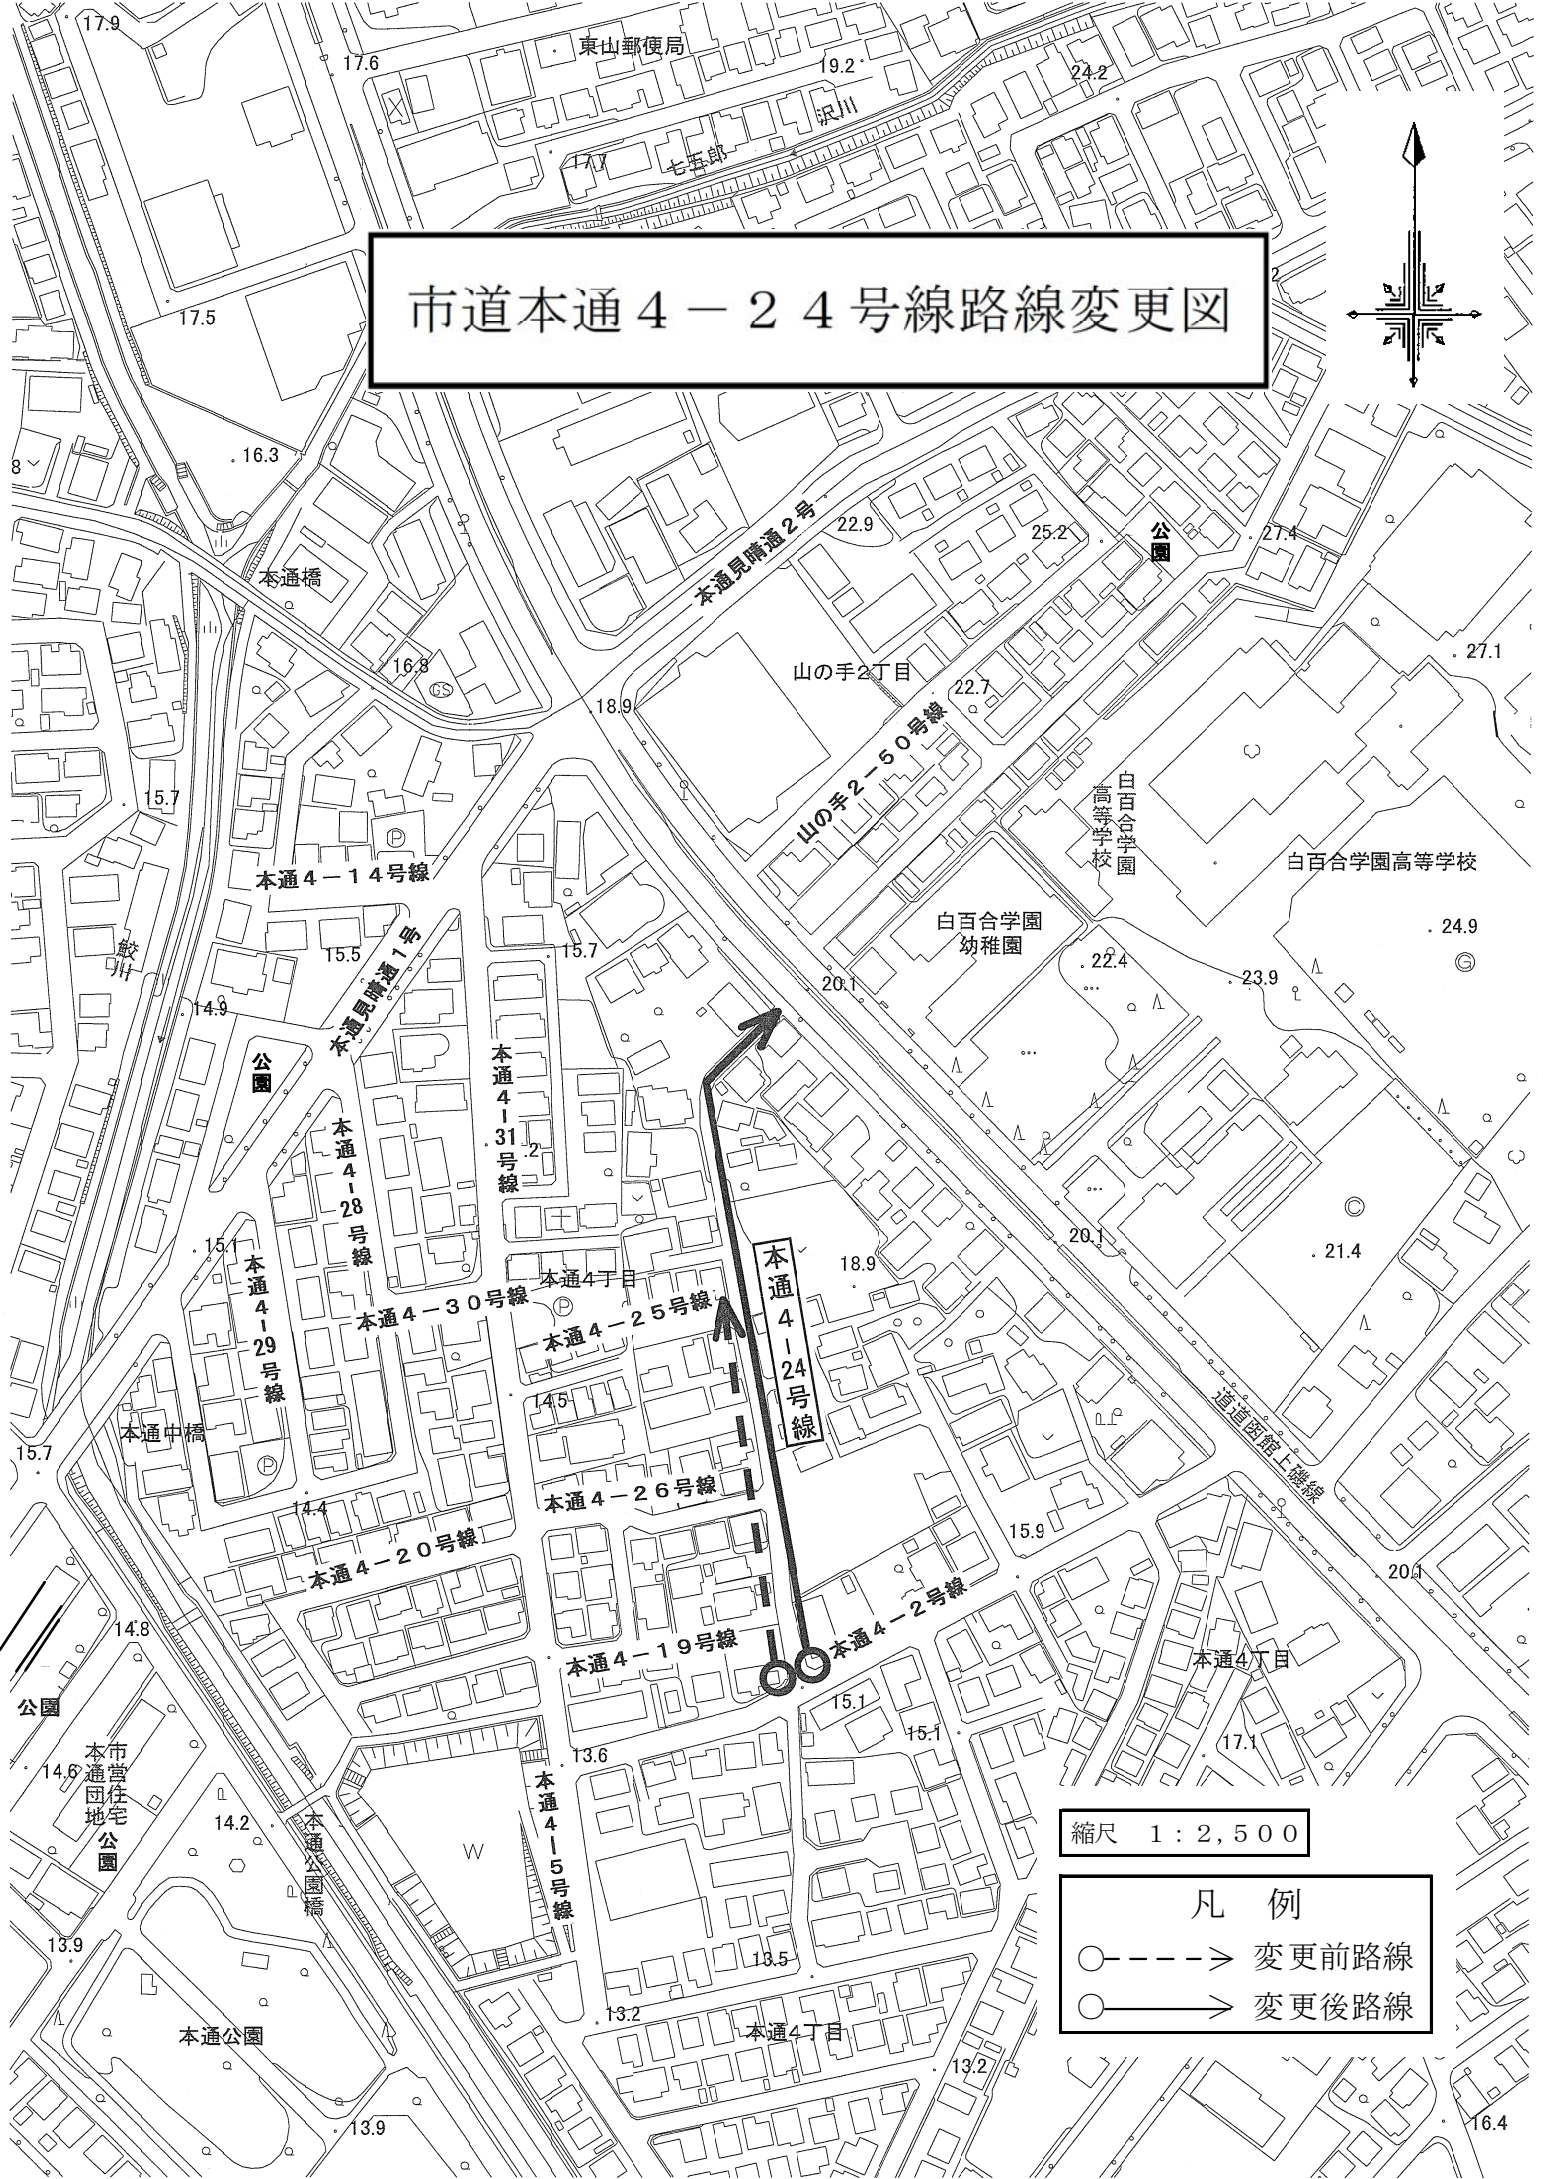 17.9
東山郵便局
17.6
19.2
24.2
沢川
七五郎
17.7
17.5
市道本通４－２４号線路線変更図
16.3
8
22.9
本通見晴通２号
25.2
公園
27.4
本通橋
16.8
GS
山の手2丁目
27.1
22.7
18.9
山の手２－５０号線
15.7
P
白百合学園
高等学校
白百合学園高等学校
本通４－１４号線
白百合学園
幼稚園
24.9
G
15.5
15.7
鮫川
本通見晴通１号
22.4
23.9
20.1
14.9
公園
本通４－31号線
.2
本通４－28号線
C
20.1
21.4
15.1
本通４－29号線
本通4丁目
18.9
本通４－24号線
本通４－３０号線
P
本通４－２５号線
14.5
道道函館上磯線
本通中橋
15.7
P
本通４－２６号線
14.4
15.9
本通４－２０号線
20.1
本通４－２号線
14.8
本通４－１９号線
本通4丁目
公園
15.1
15.1
17.1
13.6
14.6
市営住宅
本通団地
公園
本通４－５号線
14.2
本通公園橋
W
縮尺　１：２,５００
凡　例
変更前路線
変更後路線
13.9
13.5
13.2
本通公園
本通4丁目
13.2
13.9
16.4